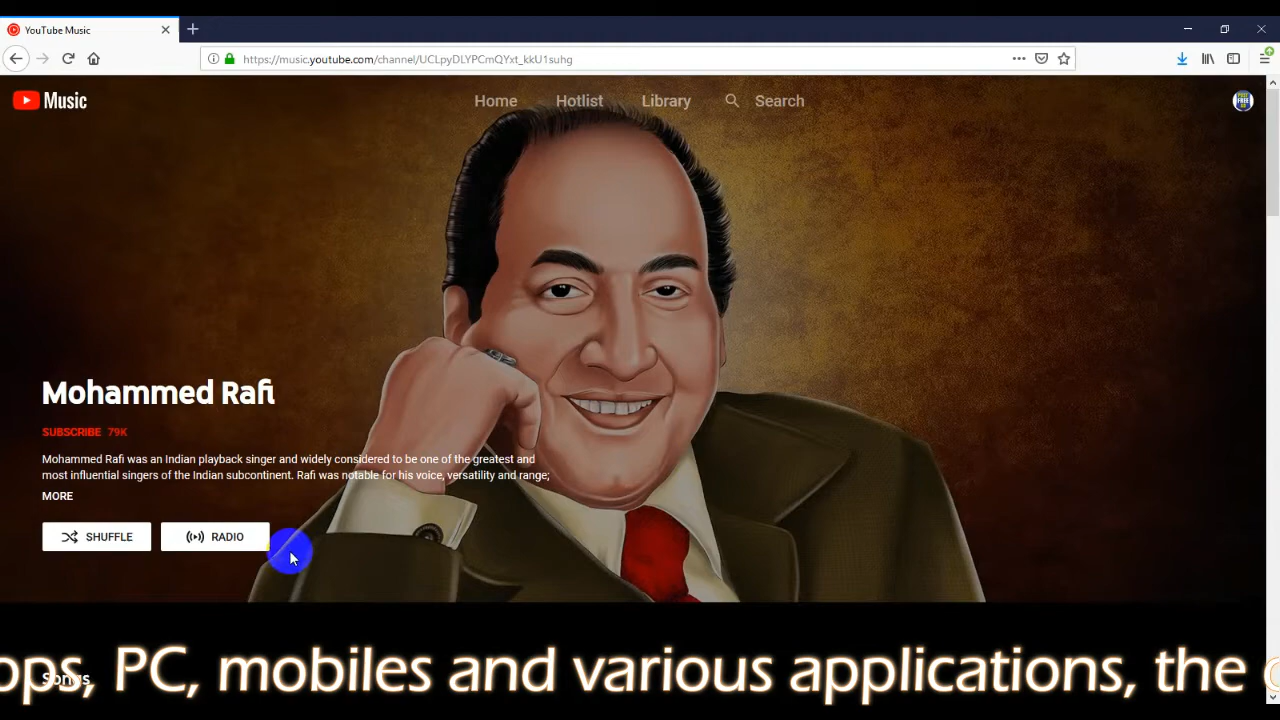 YouTube Music
https://music.youtube.com/channel/UCLpyDLYPCmQYxt_kkU1suhg
Music
Home
Hotlist
Library
Search
Mohammed Rafi
SUBSCRIBE 79K
Mohammed Rafi was an Indian playback singer and widely considered to be one of the greatest and
most influential singers of the Indian subcontinent. Rafi was notable for his voice, versatility and range;
MORE
SHUFFLE
RADIO
Songs
ops, PC, mobiles and various applications, the